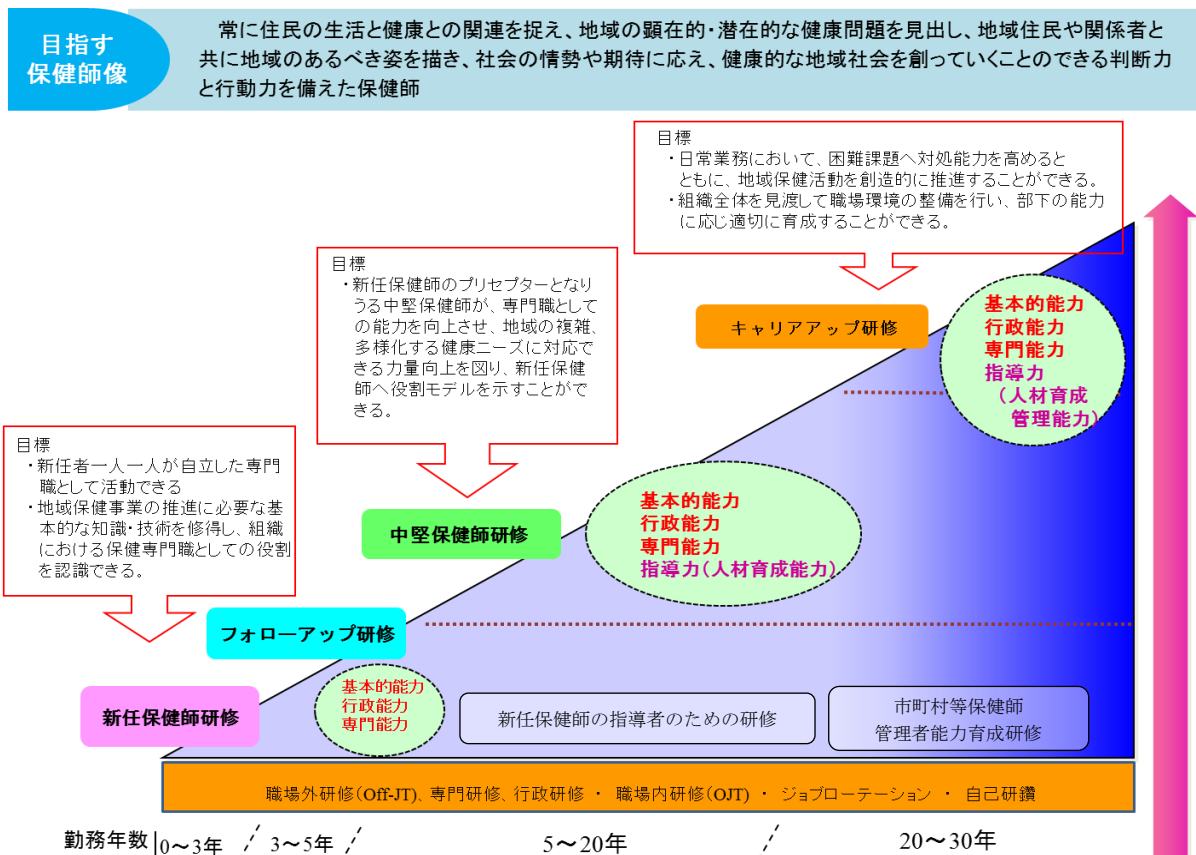 目指す
保健師像
常に住民の生活と健康との関連を捉え、地域の顕在的・潜在的な健康問題を見出し、地域住民や関係者と
共に地域のあるべき姿を描き、社会の情勢や期待に応え、健康的な地域社会を創っていくことのできる判断力
と行動力を備えた保健師
目標
・日常業務において、困難課題へ対処能力を高めると
ともに、地域保健活動を創造的に推進することができる。
・組織全体を見渡して職場環境の整備を行い、部下の能力
に応じ適切に育成することができる。
目標
・新任保健師のプリセプターとなり
うる中堅保健師が、専門職として
の能力を向上させ、地域の複雑、
多様化する健康ニーズに対応で
きる力量向上を図り、新任保健
師へ役割モデルを示すことがで
きる。
キャリアアップ研修
基本的能力
行政能力
専門能力
指導力
（人材育成
管理能力）
目標
・新任者一人一人が自立した専門
職として活動できる
・地域保健事業の推進に必要な基
本的な知識・技術を修得し、組織
における保健専門職としての役割
を認識できる。
中堅保健師研修
基本的能力
行政能力
専門能力
指導力（人材育成能力）
フォローアップ研修
新任保健師研修
基本的能力
行政能力
専門能力
新任保健師の指導者のための研修
市町村等保健師
管理者能力育成研修
職場外研修（Off-JT）、専門研修、行政研修 ・ 職場内研修（OJT） ・ ジョブローテーション ・ 自己研鑽
勤務年数 0～3年 / 3～5年 / 5～20年 / 20～30年